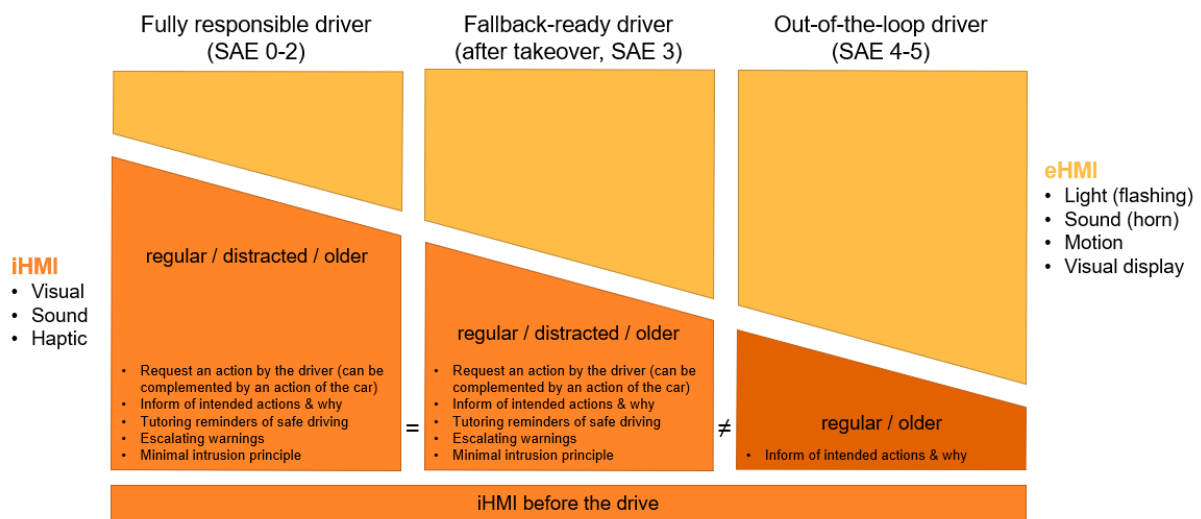 Fully responsible driver
(SAE 0-2)
Fallback-ready driver
(after takeover, SAE 3)
Out-of-the-loop driver
(SAE 4-5)
iHMI
• Visual
• Sound
• Haptic
regular / distracted / older
• Request an action by the driver (can be
complemented by an action of the car)
• Inform of intended actions & why
• Tutoring reminders of safe driving
• Escalating warnings
• Minimal intrusion principle
=
regular / distracted / older
• Request an action by the driver (can be
complemented by an action of the car)
• Inform of intended actions & why
• Tutoring reminders of safe driving
• Escalating warnings
• Minimal intrusion principle
≠
regular / older
• Inform of intended actions & why
eHMI
• Light (flashing)
• Sound (horn)
• Motion
• Visual display
iHMI before the drive